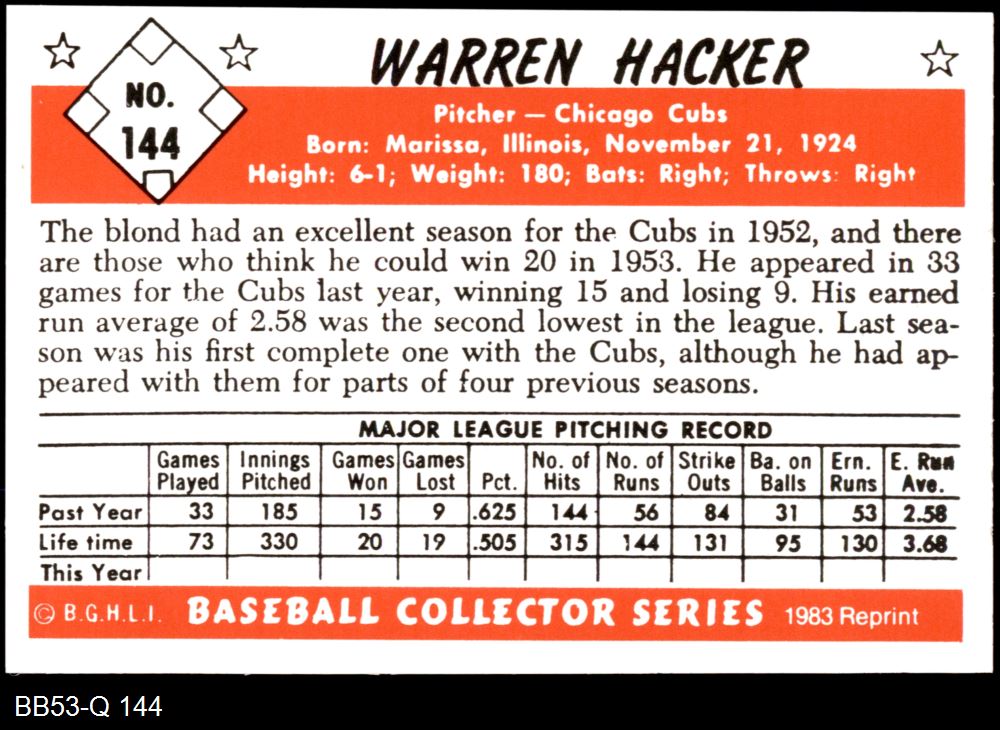 WARREN HACKER
NO.
144
Pitcher — Chicago Cubs
Born: Marissa, Illinois, November 21, 1924
Height: 6-1; Weight: 180; Bats: Right; Throws: Right
The blond had an excellent season for the Cubs in 1952, and there
are those who think he could win 20 in 1953. He appeared in 33
games for the Cubs last year, winning 15 and losing 9. His earned
run average of 2.58 was the second lowest in the league. Last sea-
son was his first complete one with the Cubs, although he had ap-
peared with them for parts of four previous seasons.
MAJOR LEAGUE PITCHING RECORD
Games Innings Games Games No. of No. of Strike Ba. on Ern. E. Run
Played Pitched Won Lost Pct. Hits Runs Outs Balls Runs Ave.
Past Year 33 185 15 9 .625 144 56 84 31 53 2.58
Life time 73 330 20 19 .505 315 144 131 95 130 3.68
This Year
© B.G.H.L.I. BASEBALL COLLECTOR SERIES 1983 Reprint
BB53-Q 144